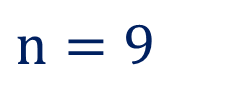 n = 9